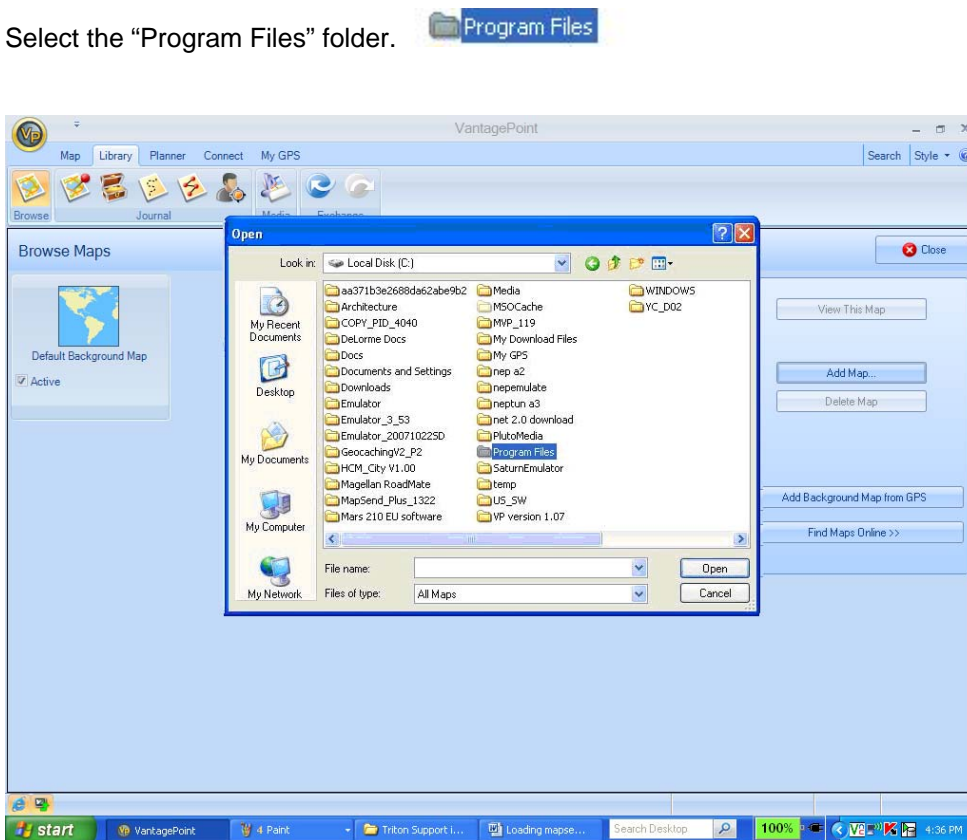 Select the “Program Files” folder.
Program Files
VantagePoint
Map Library Planner Connect My GPS Search Style
Browse Journal Media Exchange
Browse Maps
Close
Default Background Map
Active
View This Map
Add Map...
Delete Map
Add Background Map from GPS
Find Maps Online >>
Open
Look in: Local Disk (C:)
My Recent Documents
Desktop
My Documents
My Computer
My Network
aa371b3e2688da62abe9b2
Architecture
COPY_PID_4040
DeLorme Docs
Docs
Documents and Settings
Downloads
Emulator
Emulator_3_53
Emulator_20071022SD
GeocachingV2_P2
HCM_City V1.00
Magellan RoadMate
MapSend_Plus_1322
Mars 210 EU software
Media
MSOCache
MVP_119
My Download Files
My GPS
nep a2
nepemulate
neptun a3
net 2.0 download
PlutoMedia
Program Files
SaturnEmulator
temp
US_SW
VP version 1.07
WINDOWS
YC_D02
File name: Open
Files of type: All Maps Cancel
start VantagePoint 4 Paint Triton Support i... Loading mapse... Search Desktop 100% 4:36 PM